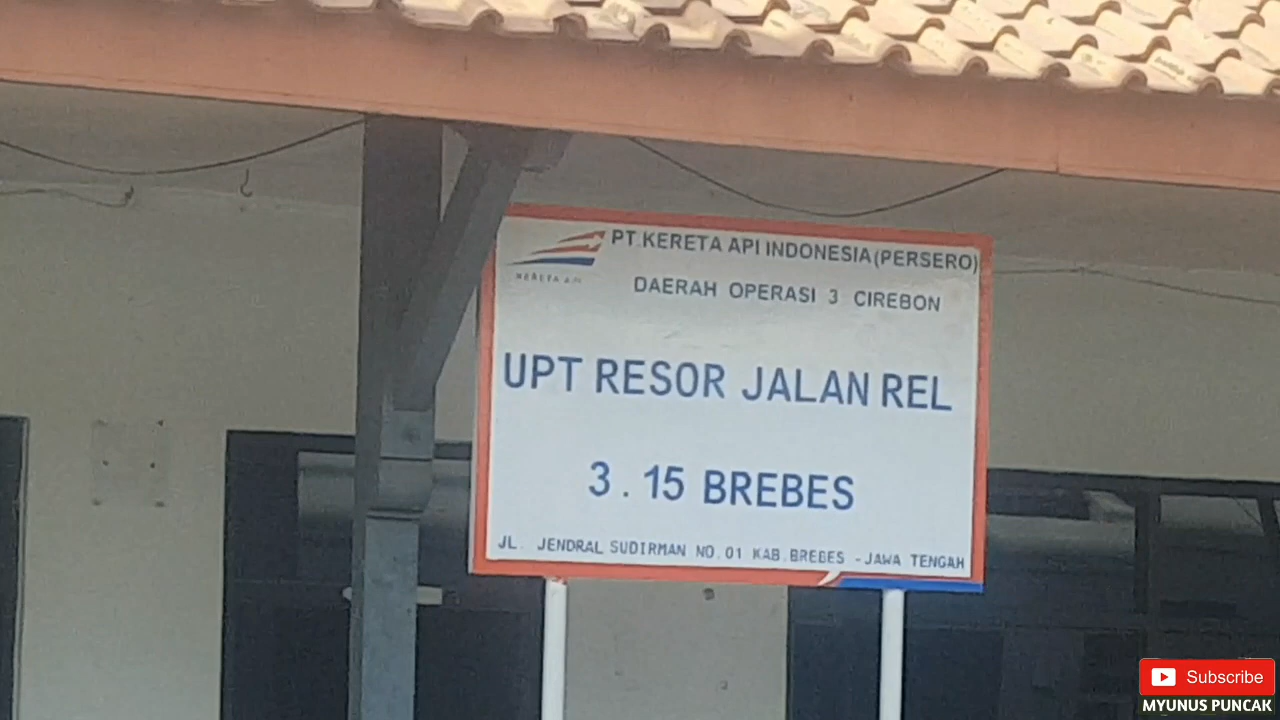 PT.KERETA API INDONESIA (PERSERO)
KERETA API
DAERAH OPERASI 3 CIREBON
UPT RESOR JALAN REL
3.15 BREBES
JL. JENDRAL SUDIRMAN NO.01 KAB.BREBES - JAWA TENGAH
Subscribe
MYUNUS PUNCAK